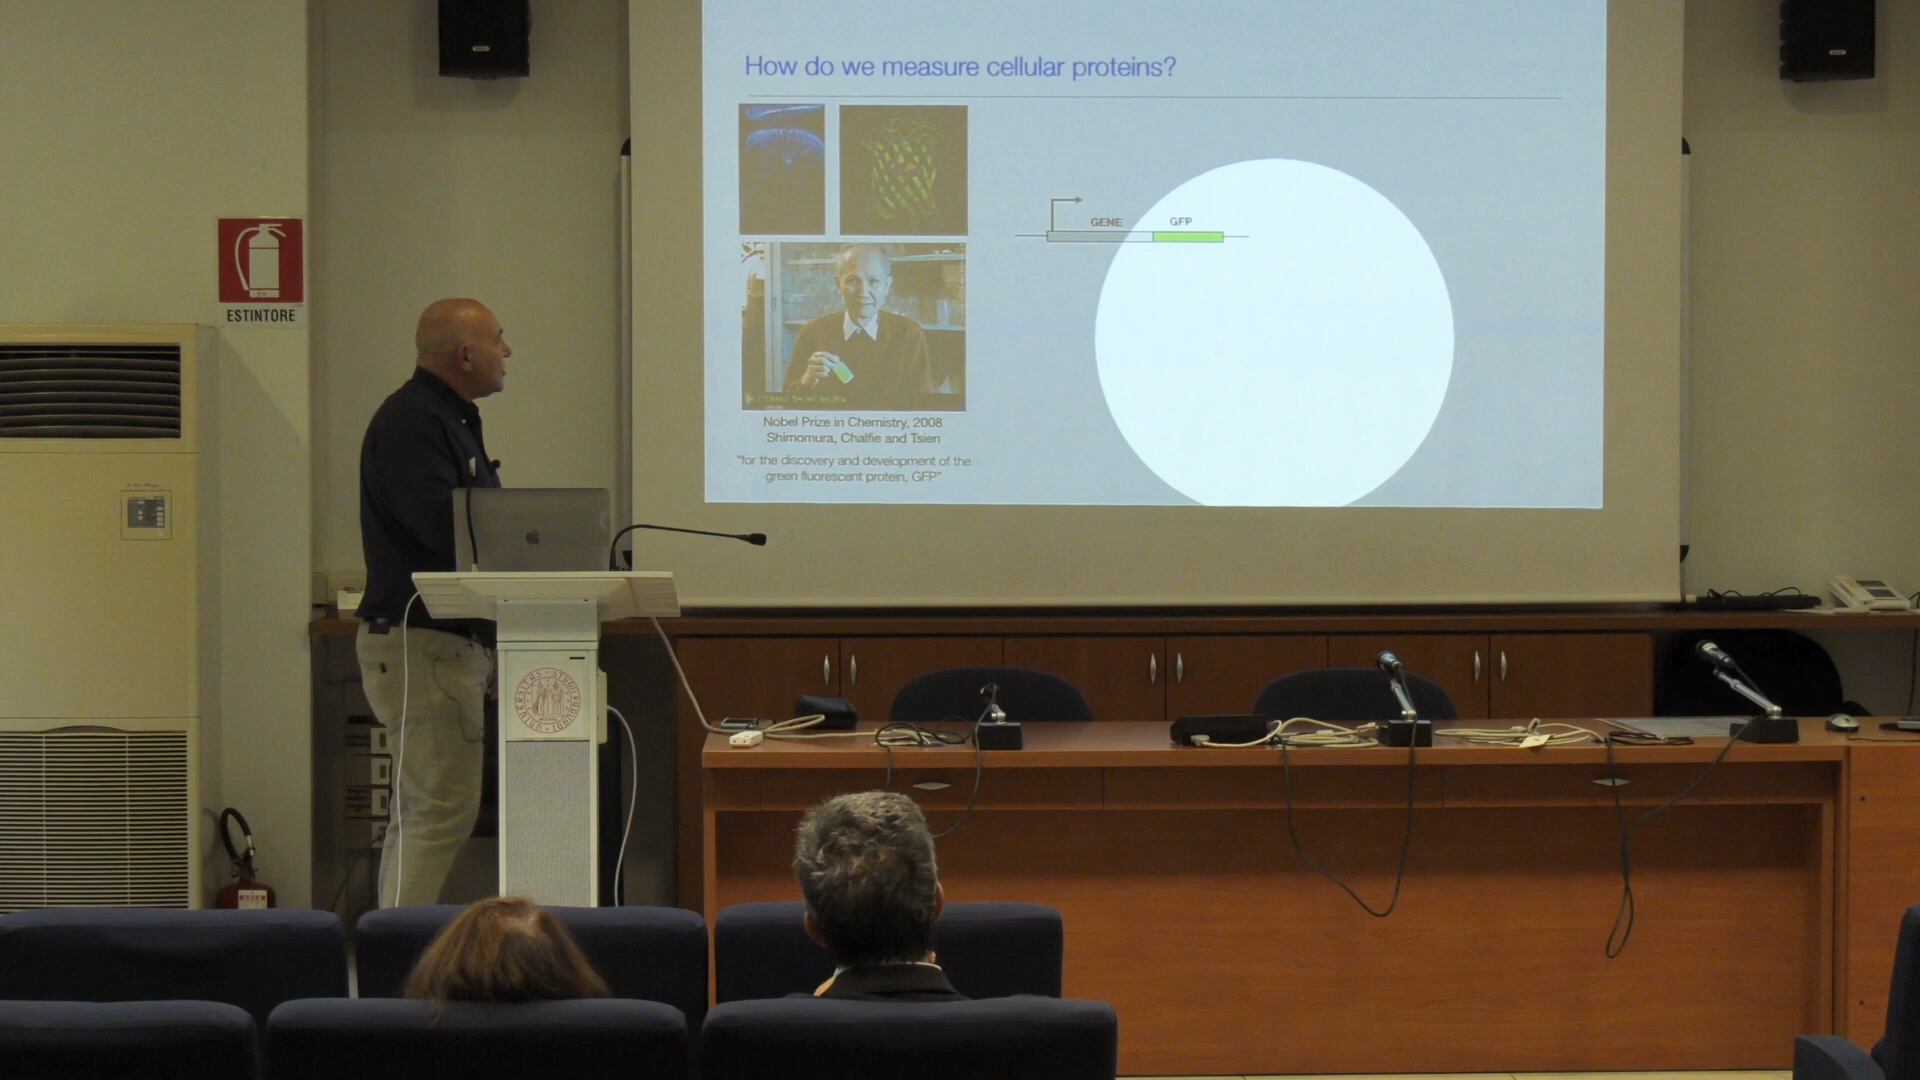 How do we measure cellular proteins?
GENE
GFP
Nobel Prize in Chemistry, 2008
Shimomura, Chalfie and Tsien
"for the discovery and development of the
green fluorescent protein, GFP"
ESTINTORE